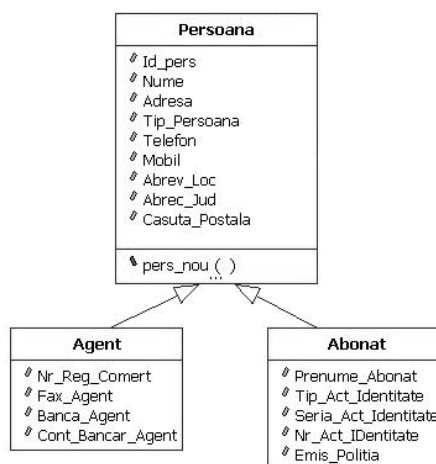 Persoana
Id_pers
Nume
Adresa
Tip_Persoana
Telefon
Mobil
Abrev_Loc
Abrec_Jud
Casuta_Postala
pers_nou ( )
...
Agent
Nr_Reg_Comert
Fax_Agent
Banca_Agent
Cont_Bancar_Agent
Abonat
Prenume_Abonat
Tip_Act_Identitate
Seria_Act_Identitate
Nr_Act_IDentitate
Emis_Politia